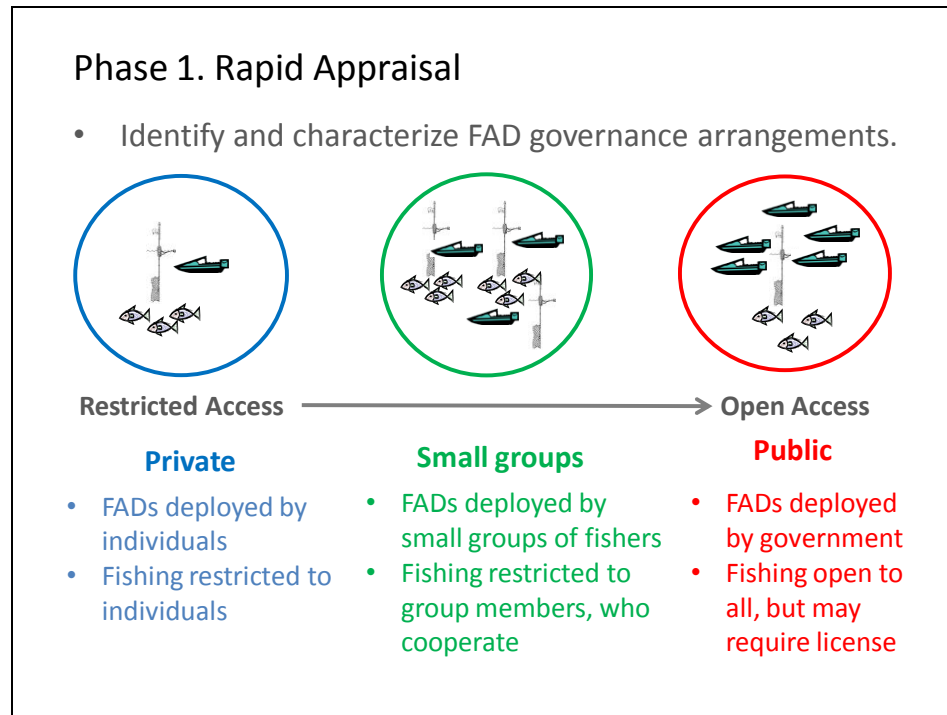 Phase 1. Rapid Appraisal
• Identify and characterize FAD governance arrangements.
Restricted Access
Open Access
Private
• FADs deployed by
individuals
• Fishing restricted to
individuals
Small groups
• FADs deployed by
small groups of fishers
• Fishing restricted to
group members, who
cooperate
Public
• FADs deployed
by government
• Fishing open to
all, but may
require license